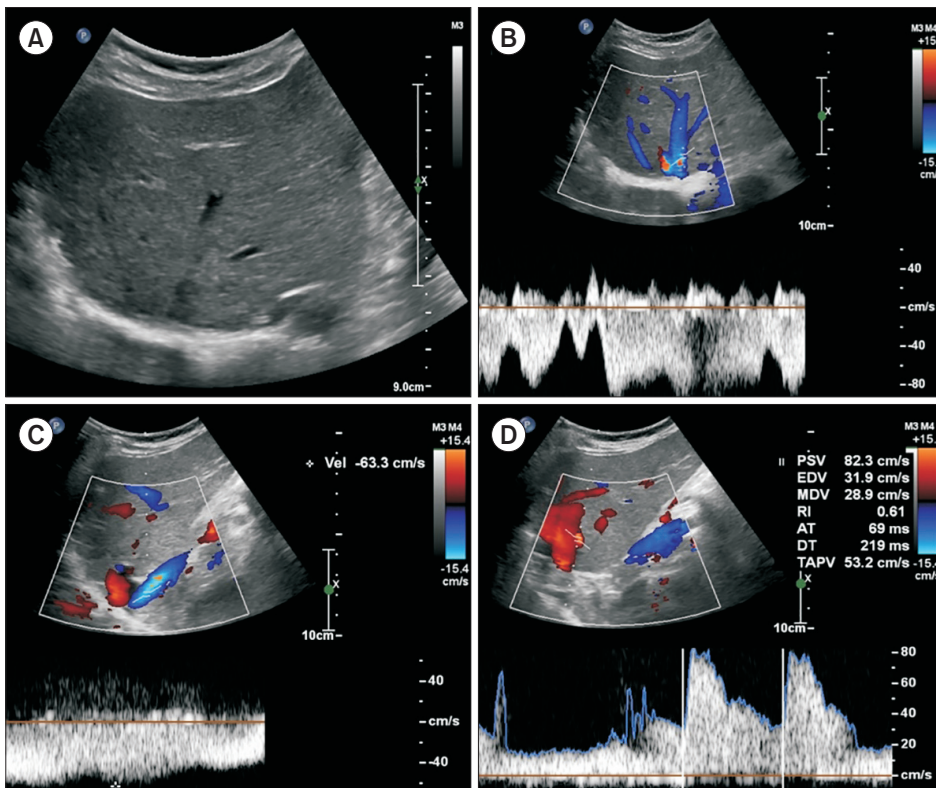 A
P
M3
X
9.0cm
B
P
M3 M4
+15.
X
-15.
cm/s
10cm
40
cm/s
-40
-80
C
P
M3 M4
+15.4
Vel -63.3 cm/s
-15.4
cm/s
X
10cm
40
cm/s
-40
D
P
M3 M4
+15.4
PSV 82.3 cm/s
EDV 31.9 cm/s
MDV 28.9 cm/s
RI 0.61
AT 69 ms
DT 219 ms
TAPV 53.2 cm/s
-15.4
cm/s
X
10cm
80
60
40
20
cm/s